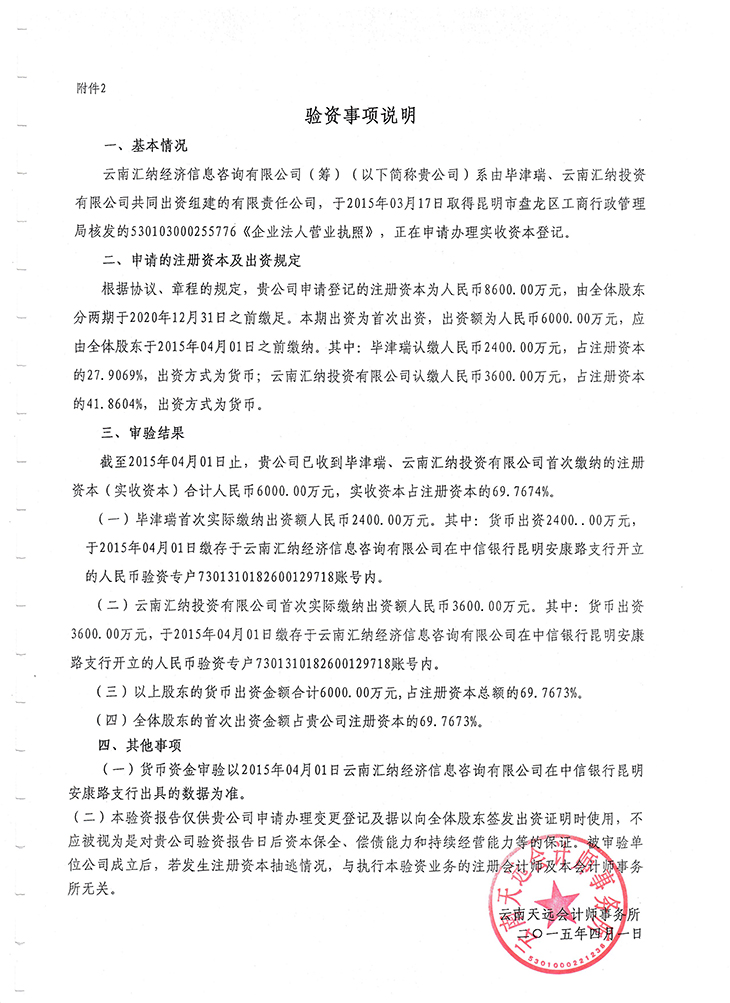 附件2
验资事项说明
一、基本情况
云南汇纳经济信息咨询有限公司（筹）（以下简称贵公司）系由毕津瑞、云南汇纳投资
有限公司共同出资组建的有限责任公司，于2015年03月17日取得昆明市盘龙区工商行政管理
局核发的530103000255776《企业法人营业执照》，正在申请办理实收资本登记。
二、申请的注册资本及出资规定
根据协议、章程的规定，贵公司申请登记的注册资本为人民币8600.00万元，由全体股东
分两期于2020年12月31日之前缴足。本期出资为首次出资，出资额为人民币6000.00万元，应
由全体股东于2015年04月01日之前缴纳。其中：毕津瑞认缴人民币2400.00万元，占注册资本
的27.9069%，出资方式为货币；云南汇纳投资有限公司认缴人民币3600.00万元，占注册资本
的41.8604%，出资方式为货币。
三、审验结果
截至2015年04月01日止，贵公司已收到毕津瑞、云南汇纳投资有限公司首次缴纳的注册
资本（实收资本）合计人民币6000.00万元，实收资本占注册资本的69.7674%。
（一）毕津瑞首次实际缴纳出资额人民币2400.00万元。其中：货币出资2400..00万元，
于2015年04月01日缴存于云南汇纳经济信息咨询有限公司在中信银行昆明安康路支行开立
的人民币验资专户7301310182600129718账号内。
（二）云南汇纳投资有限公司首次实际缴纳出资额人民币3600.00万元。其中：货币出资
3600.00万元，于2015年04月01日缴存于云南汇纳经济信息咨询有限公司在中信银行昆明安康
路支行开立的人民币验资专户7301310182600129718账号内。
（三）以上股东的货币出资金额合计6000.00万元,占注册资本总额的69.7673%。
（四）全体股东的首次出资金额占贵公司注册资本的69.7673%。
四、其他事项
（一）货币资金审验以2015年04月01日云南汇纳经济信息咨询有限公司在中信银行昆明
安康路支行出具的数据为准。
（二）本验资报告仅供贵公司申请办理变更登记及据以向全体股东签发出资证明时使用，不
应被视为是对贵公司验资报告日后资本保全、偿债能力和持续经营能力等的保证。被审验单
位公司成立后，若发生注册资本抽逃情况，与执行本验资业务的注册会计师及本会计师事务
所无关。
云南天远会计师事务所
二〇一五年四月一日
云南天远会计师事务所
5301000221238